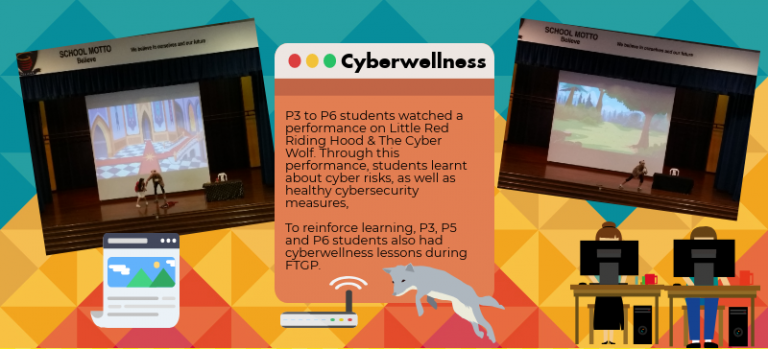 SCHOOL MOTTO
Believe
We believe in ourselves and our future
SCHOOL MOTTO
Believe
We believe in ourselves and our future
Cyberwellness
P3 to P6 students watched a
performance on Little Red
Riding Hood & The Cyber
Wolf. Through this
performance, students learnt
about cyber risks, as well as
healthy cybersecurity
measures,
To reinforce learning, P3, P5
and P6 students also had
cyberwellness lessons during
FTGP.